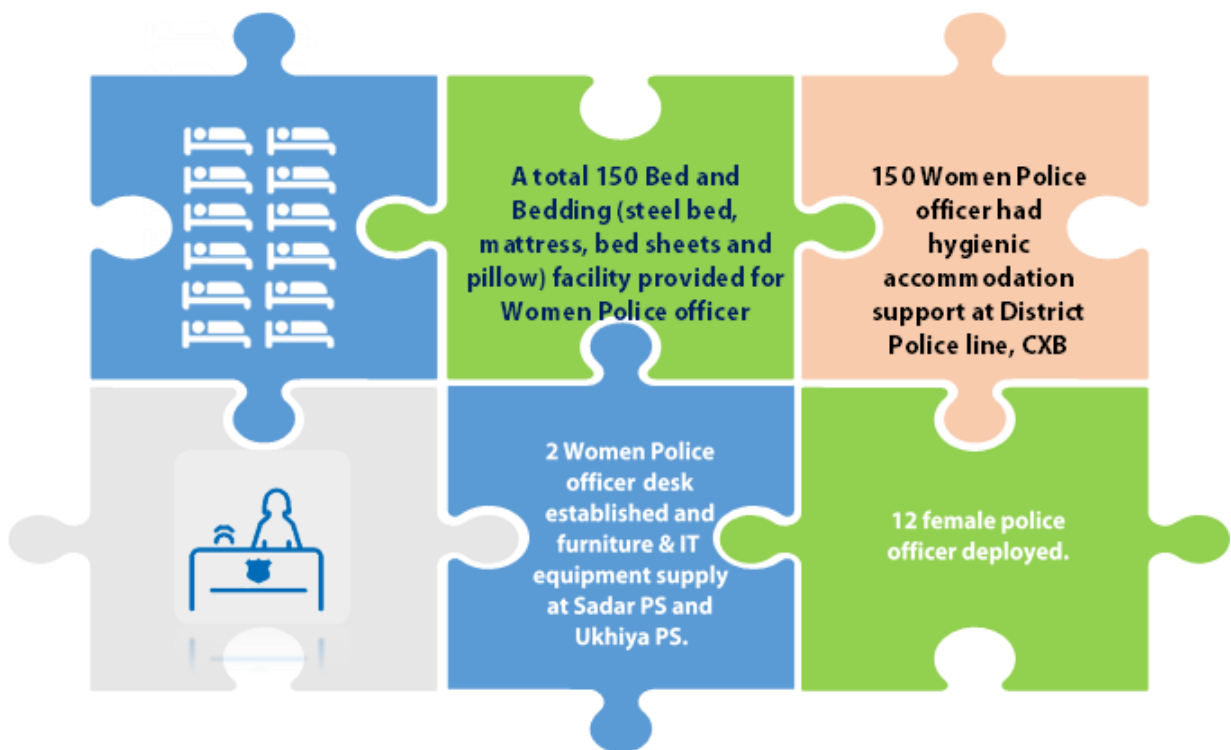 A total 150 Bed and
Bedding (steel bed,
mattress, bed sheets and
pillow) facility provided for
Women Police officer
150 Women Police
officer had
hygienic
accommodation
support at District
Police line, CXB
2 Women Police
officer desk
established and
furniture & IT
equipment supply
at Sadar PS and
Ukhiya PS.
12 female police
officer deployed.